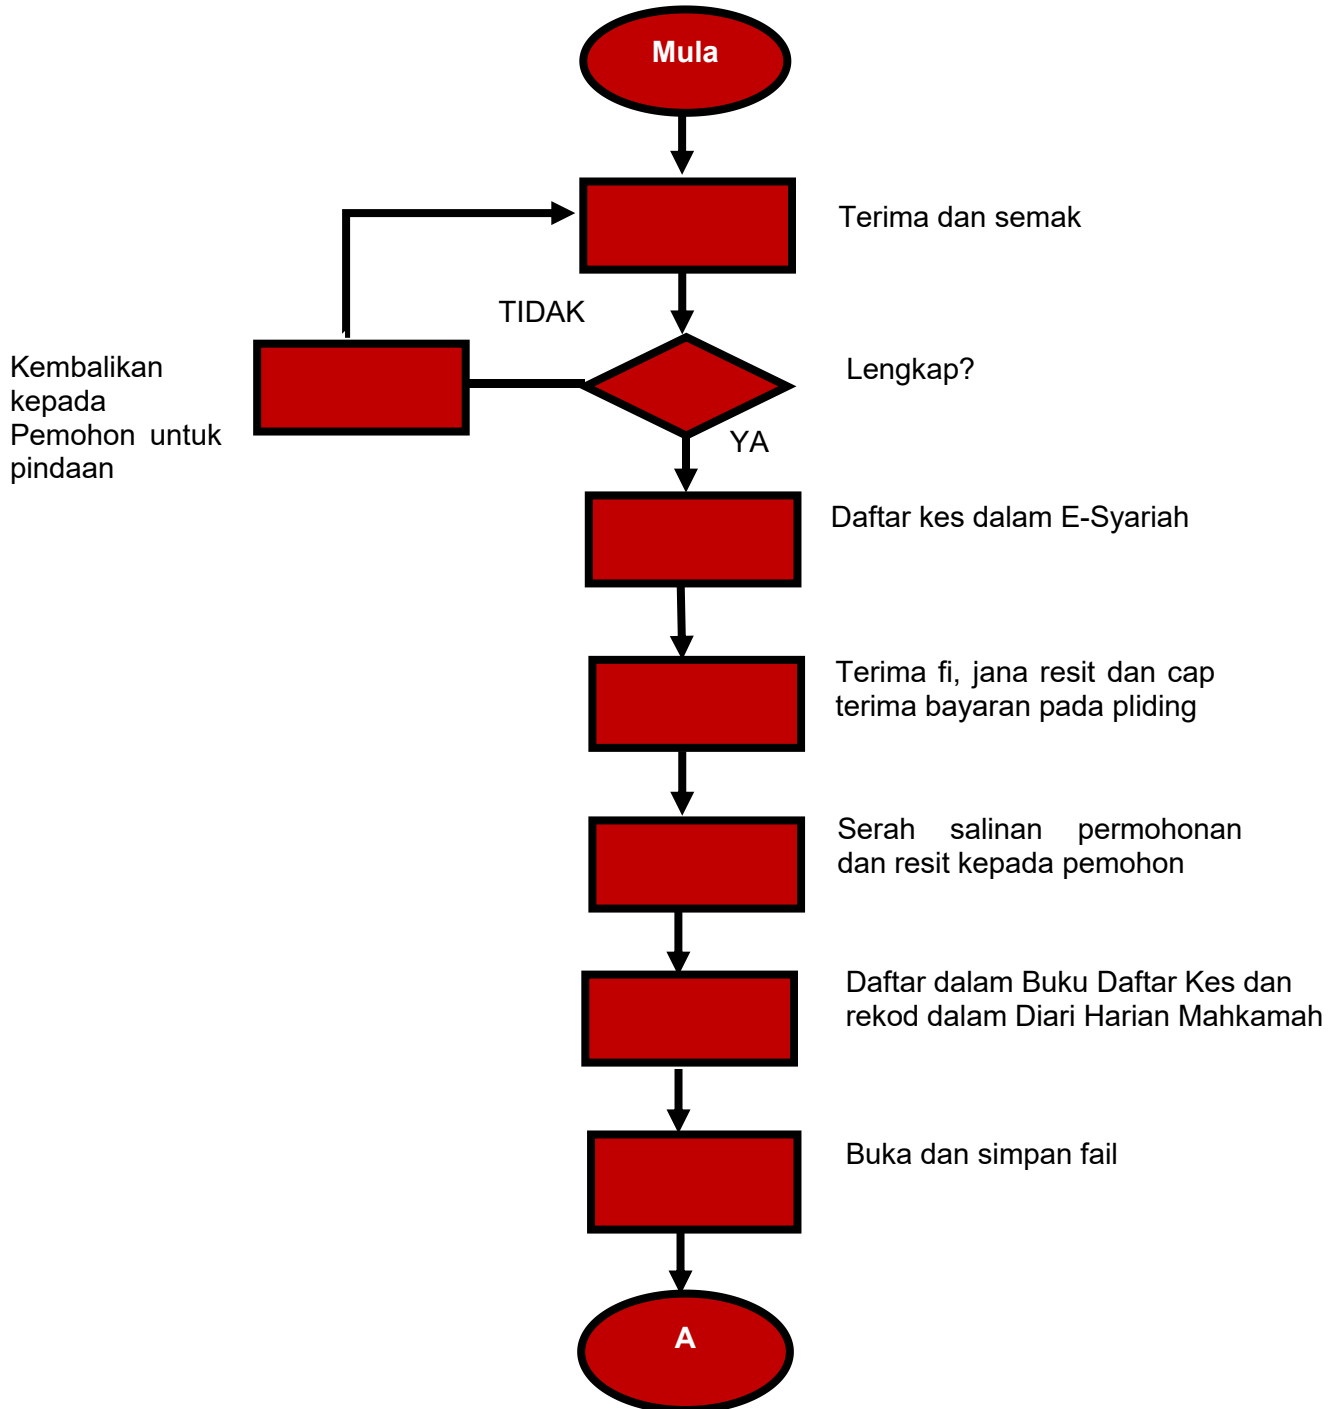 Mula
Terima dan semak
TIDAK
Lengkap?
Kembalikan
kepada
Pemohon untuk
pindaan
YA
Daftar kes dalam E-Syariah
Terima fi, jana resit dan cap
terima bayaran pada pliding
Serah salinan permohonan
dan resit kepada pemohon
Daftar dalam Buku Daftar Kes dan
rekod dalam Diari Harian Mahkamah
Buka dan simpan fail
A